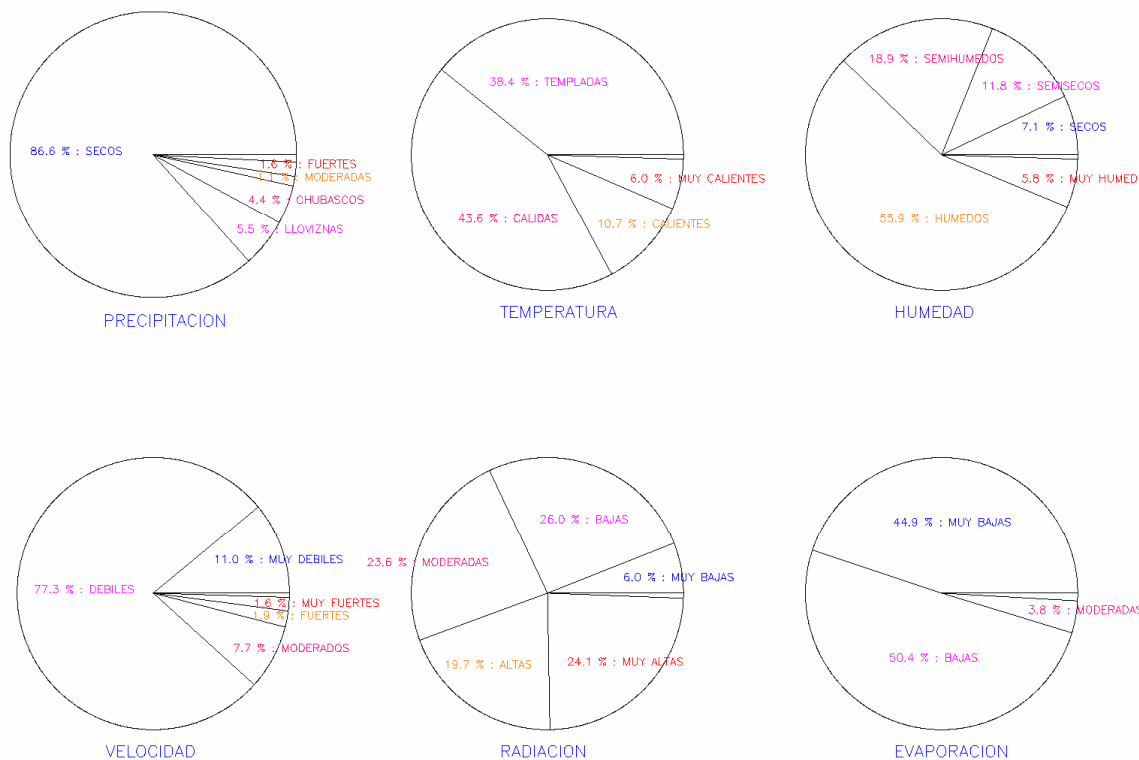 86.6 % : SECOS
1.6 % : FUERTES
1.1 % : MODERADAS
4.4 % : CHUBASCOS
5.5 % : LLOVIZNAS
PRECIPITACION
38.4 % : TEMPLADAS
6.0 % : MUY CALIENTES
43.6 % : CALIDAS
10.7 % : CALIENTES
TEMPERATURA
18.9 % : SEMIHUMEDOS
11.8 % : SEMISECOS
7.1 % : SECOS
5.8 % : MUY HUMED
55.9 % : HUMEDOS
HUMEDAD
11.0 % : MUY DEBILES
77.3 % : DEBILES
1.6 % : MUY FUERTES
1.9 % : FUERTES
7.7 % : MODERADOS
VELOCIDAD
26.0 % : BAJAS
23.6 % : MODERADAS
6.0 % : MUY BAJAS
19.7 % : ALTAS
24.1 % : MUY ALTAS
RADIACION
44.9 % : MUY BAJAS
3.8 % : MODERADAS
50.4 % : BAJAS
EVAPORACION